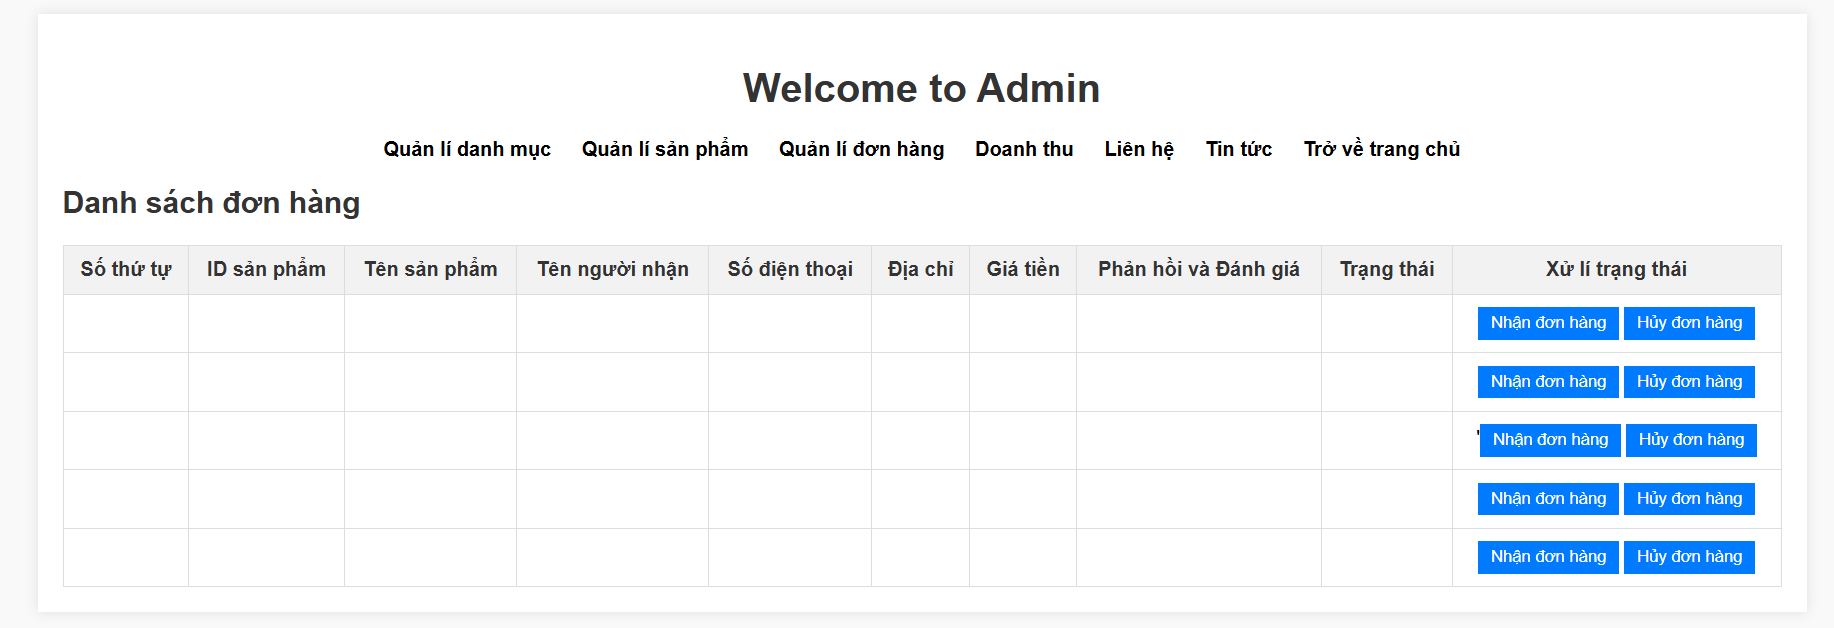 Welcome to Admin
Quản lí danh mục Quản lí sản phẩm Quản lí đơn hàng Doanh thu Liên hệ Tin tức Trở về trang chủ
Danh sách đơn hàng
Số thứ tự ID sản phẩm Tên sản phẩm Tên người nhận Số điện thoại Địa chỉ Giá tiền Phản hồi và Đánh giá Trạng thái Xử lí trạng thái
Nhận đơn hàng Hủy đơn hàng
Nhận đơn hàng Hủy đơn hàng
'Nhận đơn hàng Hủy đơn hàng
Nhận đơn hàng Hủy đơn hàng
Nhận đơn hàng Hủy đơn hàng